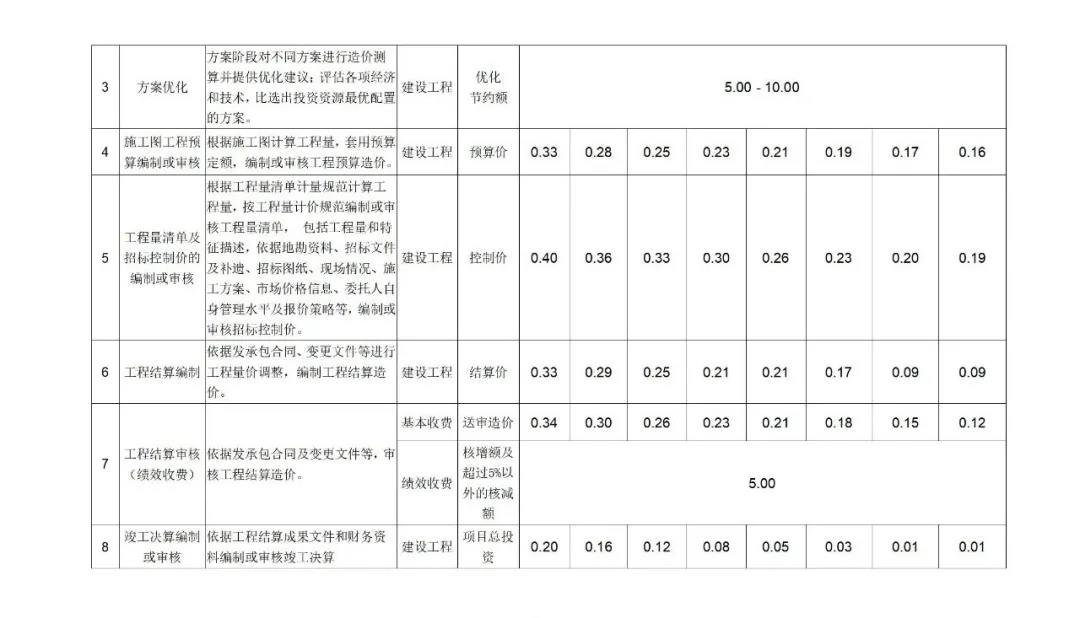 3
方案优化
方案阶段对不同方案进行造价测
算并提供优化建议；评估各项经济
和技术，比选出投资资源最优配置
的方案。
建设工程
优化
节约额
5.00 - 10.00
4
施工图工程预
算编制或审核
根据施工图计算工程量，套用预算
定额，编制或审核工程预算造价。
建设工程
预算价
0.33 0.28 0.25 0.23 0.21 0.19 0.17 0.16
5
工程量清单及
招标控制价的
编制或审核
根据工程量清单计量规范计算工
程量，按工程量计价规范编制或审
核工程量清单， 包括工程量和特
征描述，依据地勘资料、招标文件
及补遗、招标图纸、现场情况、施
工方案、市场价格信息、委托人自
身管理水平及报价策略等，编制或
审核招标控制价。
建设工程
控制价
0.40 0.36 0.33 0.30 0.26 0.23 0.20 0.19
6
工程结算编制
依据发承包合同、变更文件等进行
工程量价调整，编制工程结算造
价。
建设工程
结算价
0.33 0.29 0.25 0.21 0.21 0.17 0.09 0.09
7
工程结算审核
（绩效收费）
依据发承包合同及变更文件等，审
核工程结算造价。
基本收费
送审造价
0.34 0.30 0.26 0.23 0.21 0.18 0.15 0.12
绩效收费
核增额及
超过5%以
外的核减
额
5.00
8
竣工决算编制
或审核
依据工程结算成果文件和财务资
料编制或审核竣工决算
建设工程
项目总投
资
0.20 0.16 0.12 0.08 0.05 0.03 0.01 0.01